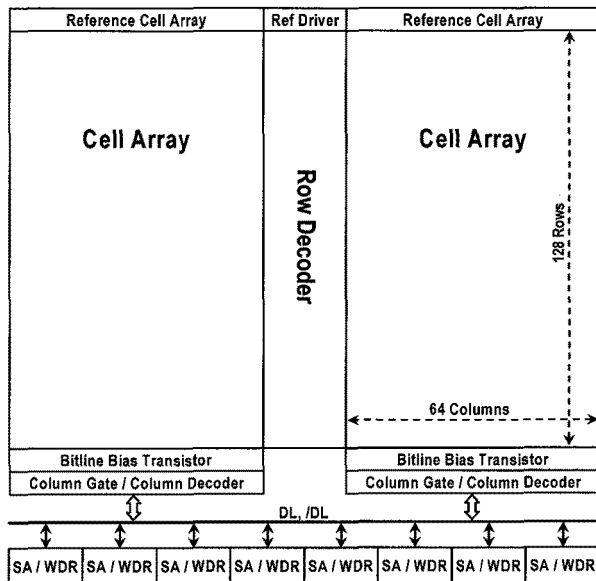 Reference Cell Array Ref Driver Reference Cell Array
Cell Array
Row Decoder
Cell Array
128 Rows
64 Columns
Bitline Bias Transistor Bitline Bias Transistor
Column Gate / Column Decoder Column Gate / Column Decoder
DL, /DL
SA / WDR SA / WDR SA / WDR SA / WDR SA / WDR SA / WDR SA / WDR SA / WDR